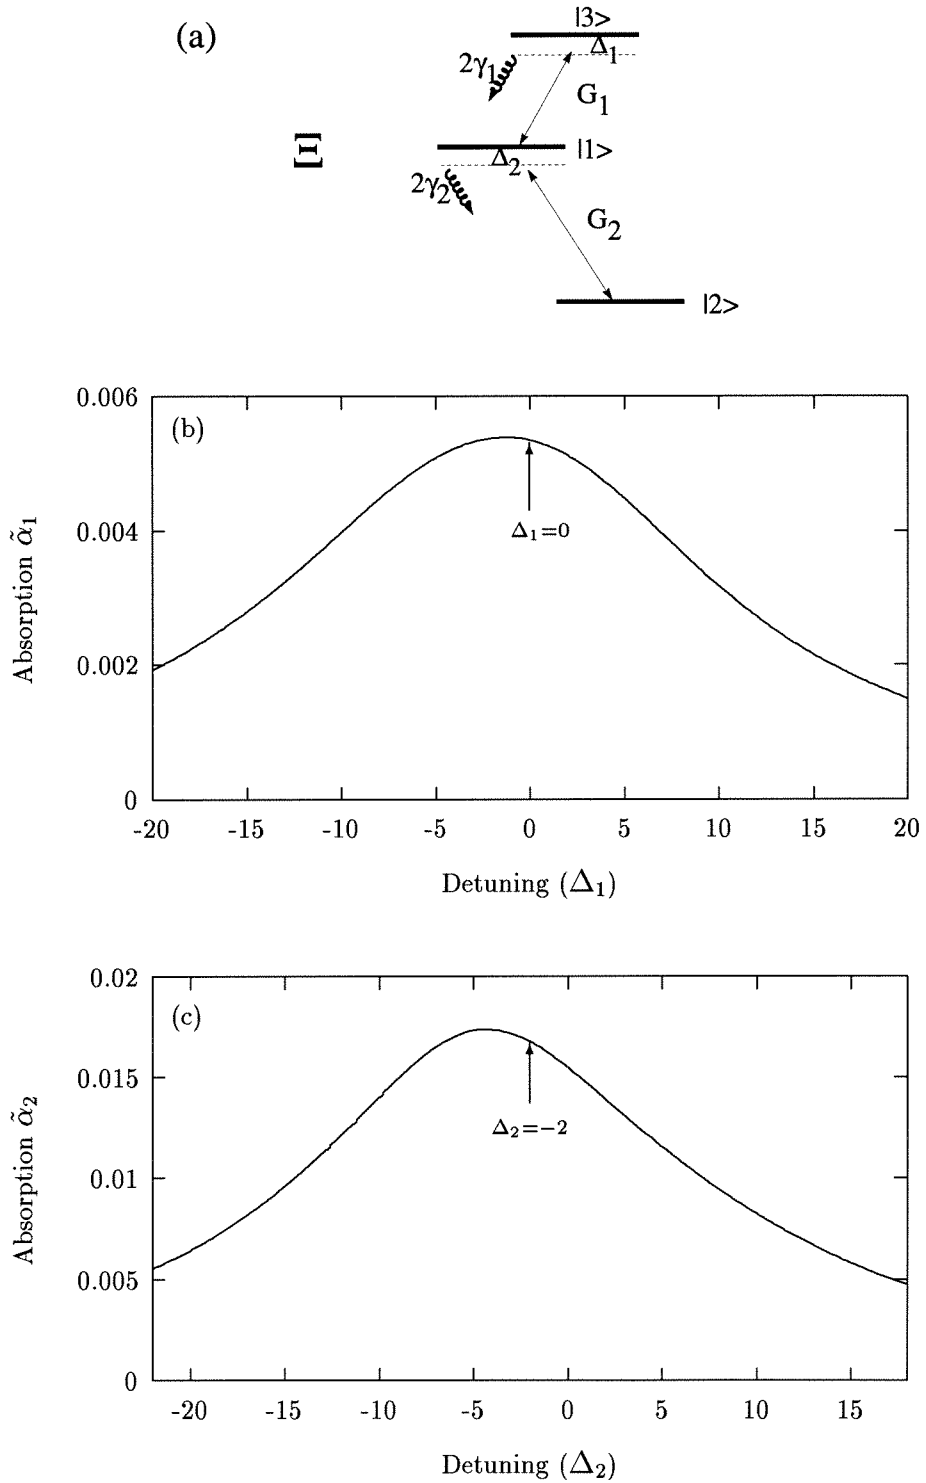 (a)
|3>
Δ₁
2γ₁
G₁
Ξ
|1>
Δ₂
2γ₂
G₂
|2>
0.006
(b)
0.004
Δ₁=0
Absorption α̃₁
0.002
0
-20 -15 -10 -5 0 5 10 15 20
Detuning (Δ₁)
0.02
(c)
0.015
Δ₂=−2
Absorption α̃₂
0.01
0.005
0
-20 -15 -10 -5 0 5 10 15
Detuning (Δ₂)